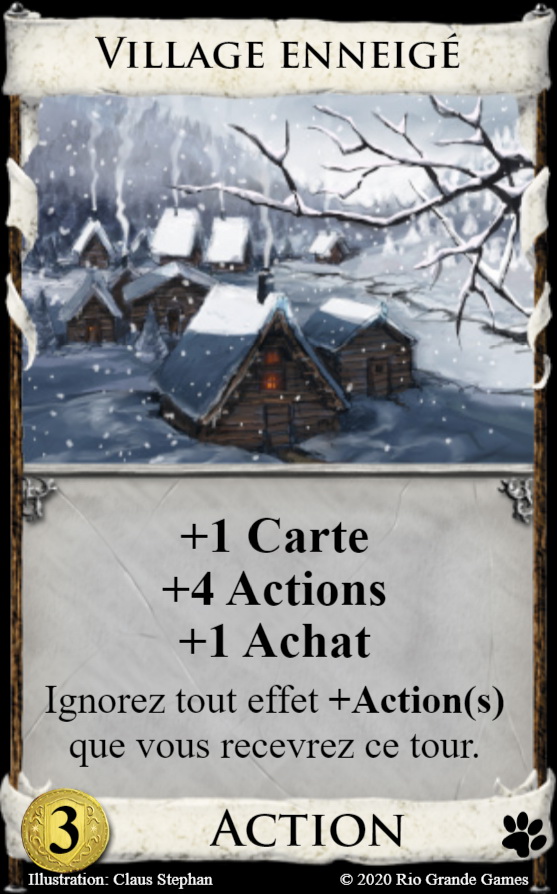 Village enneigé
+1 Carte
+4 Actions
+1 Achat
Ignorez tout effet +Action(s)
que vous recevrez ce tour.
3
Action
Illustration: Claus Stephan
© 2020 Rio Grande Games